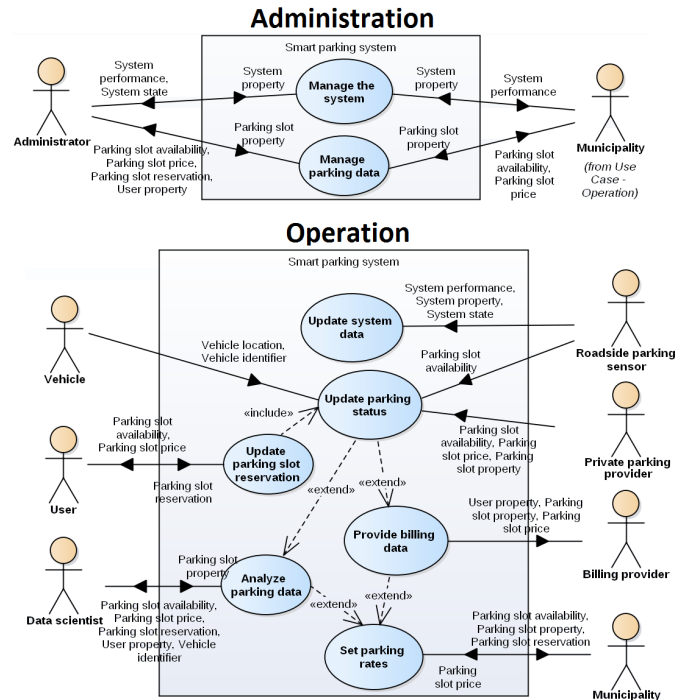 Administration
Smart parking system
System
performance,
System state
System
property
Manage the
system
System
property
System
performance
Administrator
Parking slot availability,
Parking slot price,
Parking slot reservation,
User property
Parking slot
property
Manage
parking data
Parking slot
property
Parking slot
availability,
Parking slot
price
Municipality
(from Use
Case -
Operation)
Operation
Smart parking system
System performance,
System property,
System state
Update system
data
Roadside parking
sensor
Vehicle
Vehicle location,
Vehicle identifier
Parking slot
availability
Update parking
status
«include»
Parking slot
availability,
Parking slot price
Update
parking slot
reservation
Parking slot
reservation
User
Parking slot
availability, Parking
slot price, Parking
slot property
Private parking
provider
«extend»
«extend»
User property, Parking
slot property, Parking
slot price
Provide billing
data
Billing provider
Parking slot
property
Analyze
parking data
Data scientist
Parking slot availability,
Parking slot price,
Parking slot reservation,
User property, Vehicle
identifier
«extend»
«extend»
Set parking
rates
Parking slot availability,
Parking slot property,
Parking slot reservation
Parking
slot price
Municipality